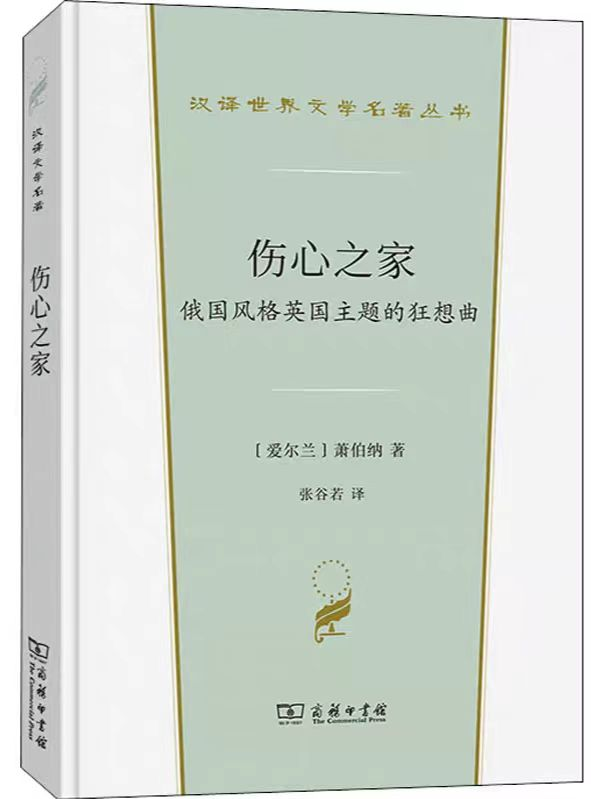 汉译世界文学名著丛书
伤心之家
俄国风格英国主题的狂想曲
[爱尔兰]萧伯纳 著
张谷若 译
商务印书馆
The Commercial Press
汉译文学名著
伤心之家
商务印书馆
The Commercial Press